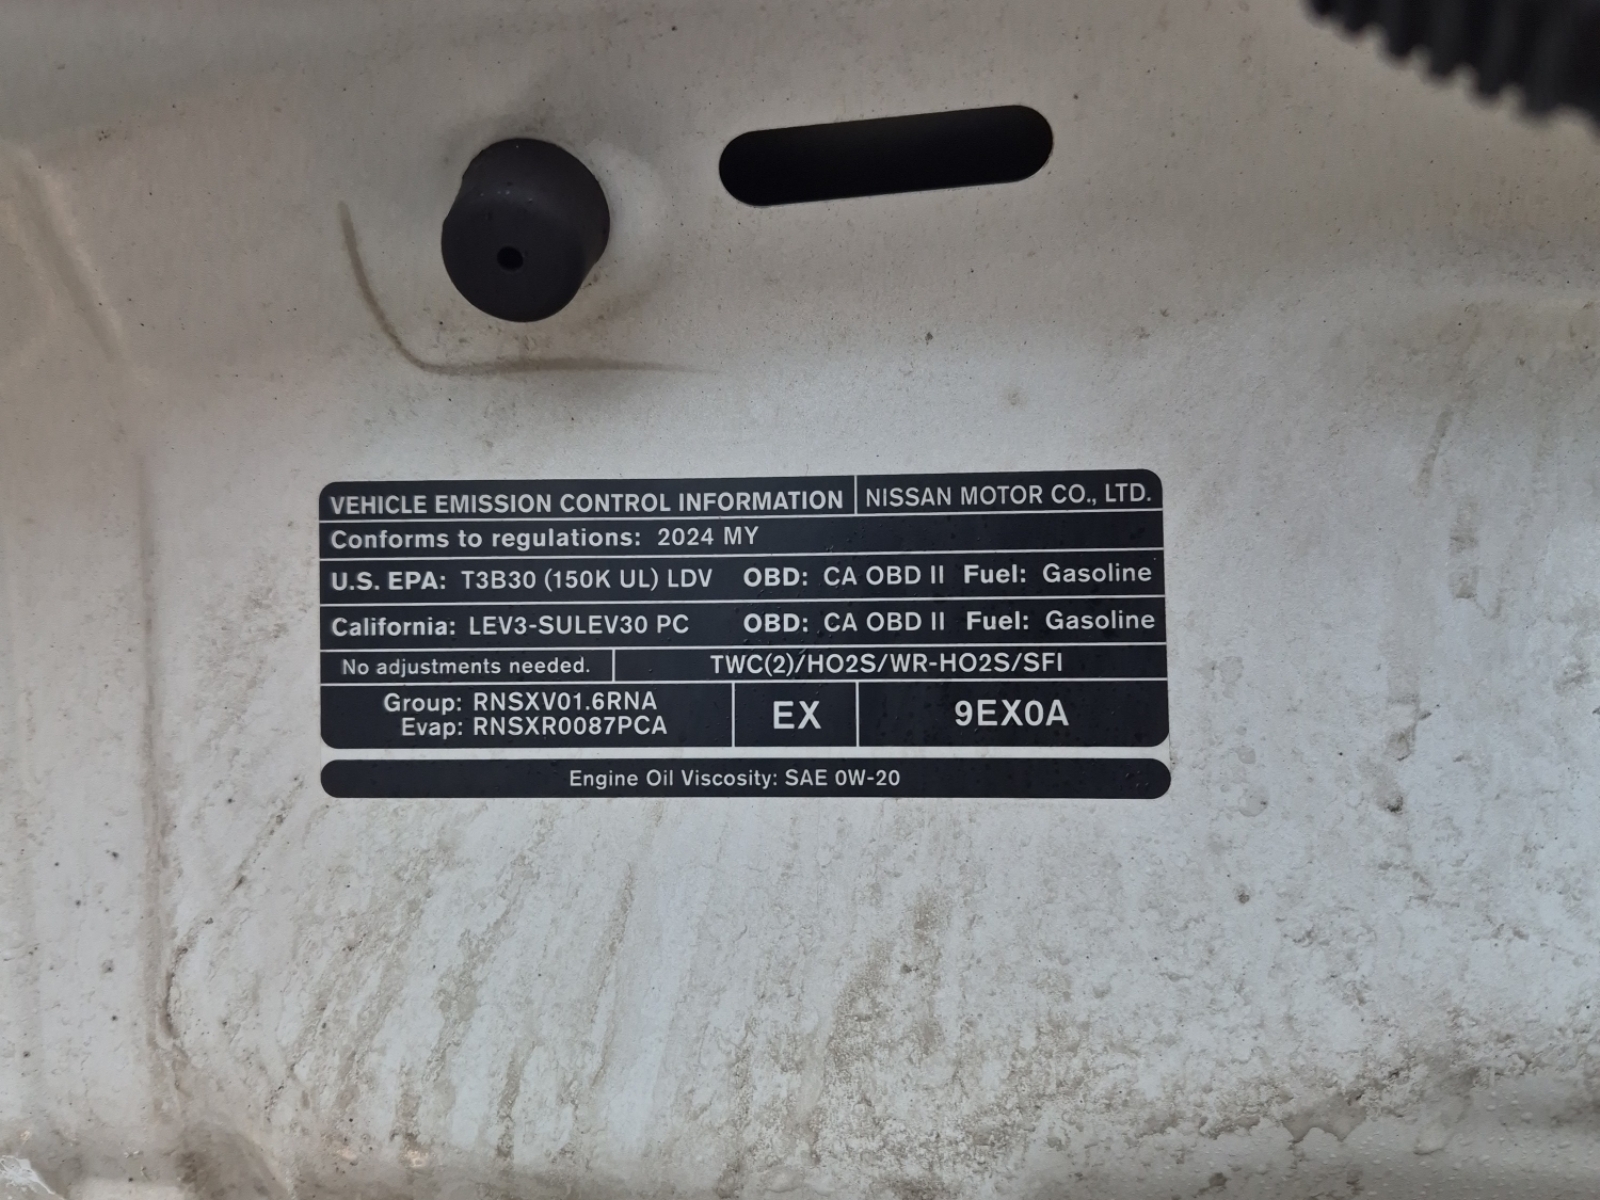 VEHICLE EMISSION CONTROL INFORMATION NISSAN MOTOR CO., LTD.
Conforms to regulations: 2024 MY
U.S. EPA: T3B30 (150K UL) LDV OBD: CA OBD II Fuel: Gasoline
California: LEV3-SULEV30 PC OBD: CA OBD II Fuel: Gasoline
No adjustments needed. TWC(2)/HO2S/WR-HO2S/SFI
Group: RNSXV01.6RNA
Evap: RNSXR0087PCA
EX 9EX0A
Engine Oil Viscosity: SAE 0W-20